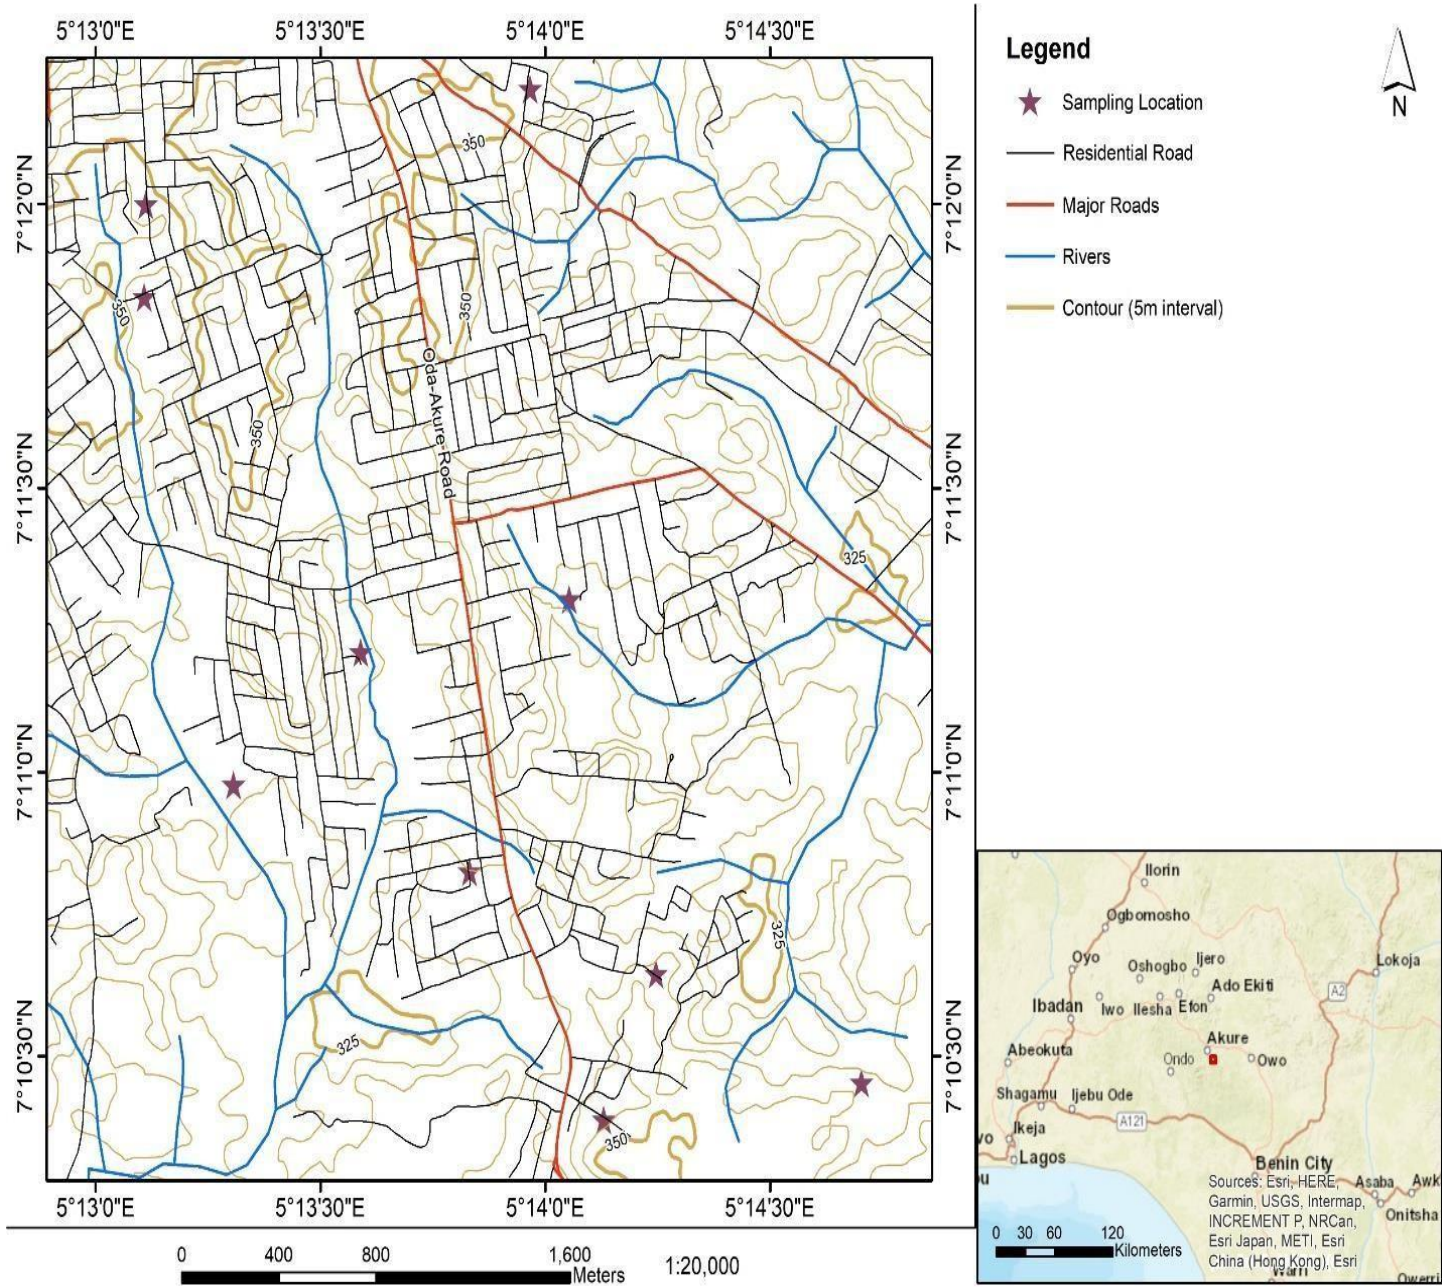 5°13'0"E 5°13'30"E 5°14'0"E 5°14'30"E
7°12'0"N
7°11'30"N
7°11'0"N
7°10'30"N
350
350
350
350
Oda-Akure-Road
325
325
325
350
7°12'0"N
7°11'30"N
7°11'0"N
7°10'30"N
5°13'0"E 5°13'30"E 5°14'0"E 5°14'30"E
0 400 800 1,600
Meters
1:20,000
Legend
Sampling Location
Residential Road
Major Roads
Rivers
Contour (5m interval)
N
Ilorin
Ogbomosho
Oyo
Oshogbo
Ijero
Lokoja
Ibadan
Iwo
Ilesha
Efon
Ado Ekiti
A2
Abeokuta
Akure
Ondo
Owo
Shagamu
Ijebu Ode
A121
Ikeja
Lagos
Benin City
Asaba
Awk
Onitsha
Warri
Owerri
Sources: Esri, HERE,
Garmin, USGS, Intermap,
INCREMENT P, NRCan,
Esri Japan, METI, Esri
China (Hong Kong), Esri
0 30 60 120
Kilometers